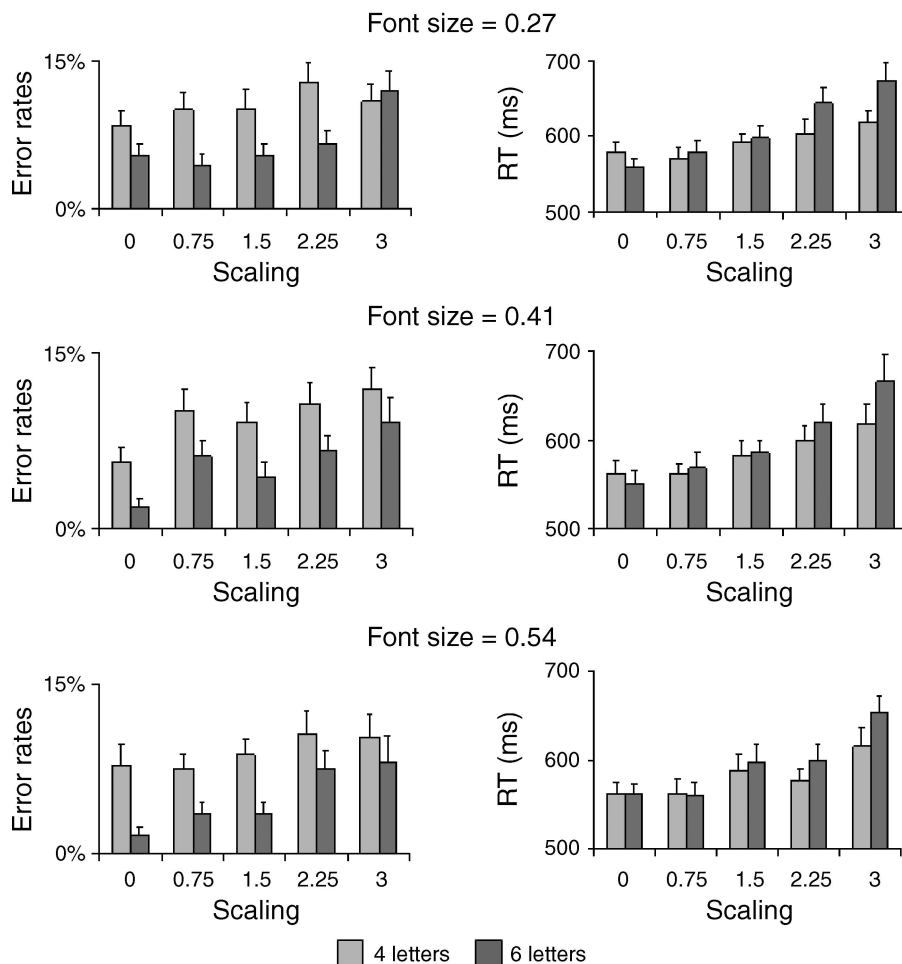 Font size = 0.27
15%
0%
Error rates
0 0.75 1.5 2.25 3
Scaling
700
600
500
RT (ms)
0 0.75 1.5 2.25 3
Scaling
Font size = 0.41
15%
0%
Error rates
0 0.75 1.5 2.25 3
Scaling
700
600
500
RT (ms)
0 0.75 1.5 2.25 3
Scaling
Font size = 0.54
15%
0%
Error rates
0 0.75 1.5 2.25 3
Scaling
700
600
500
RT (ms)
0 0.75 1.5 2.25 3
Scaling
4 letters 6 letters